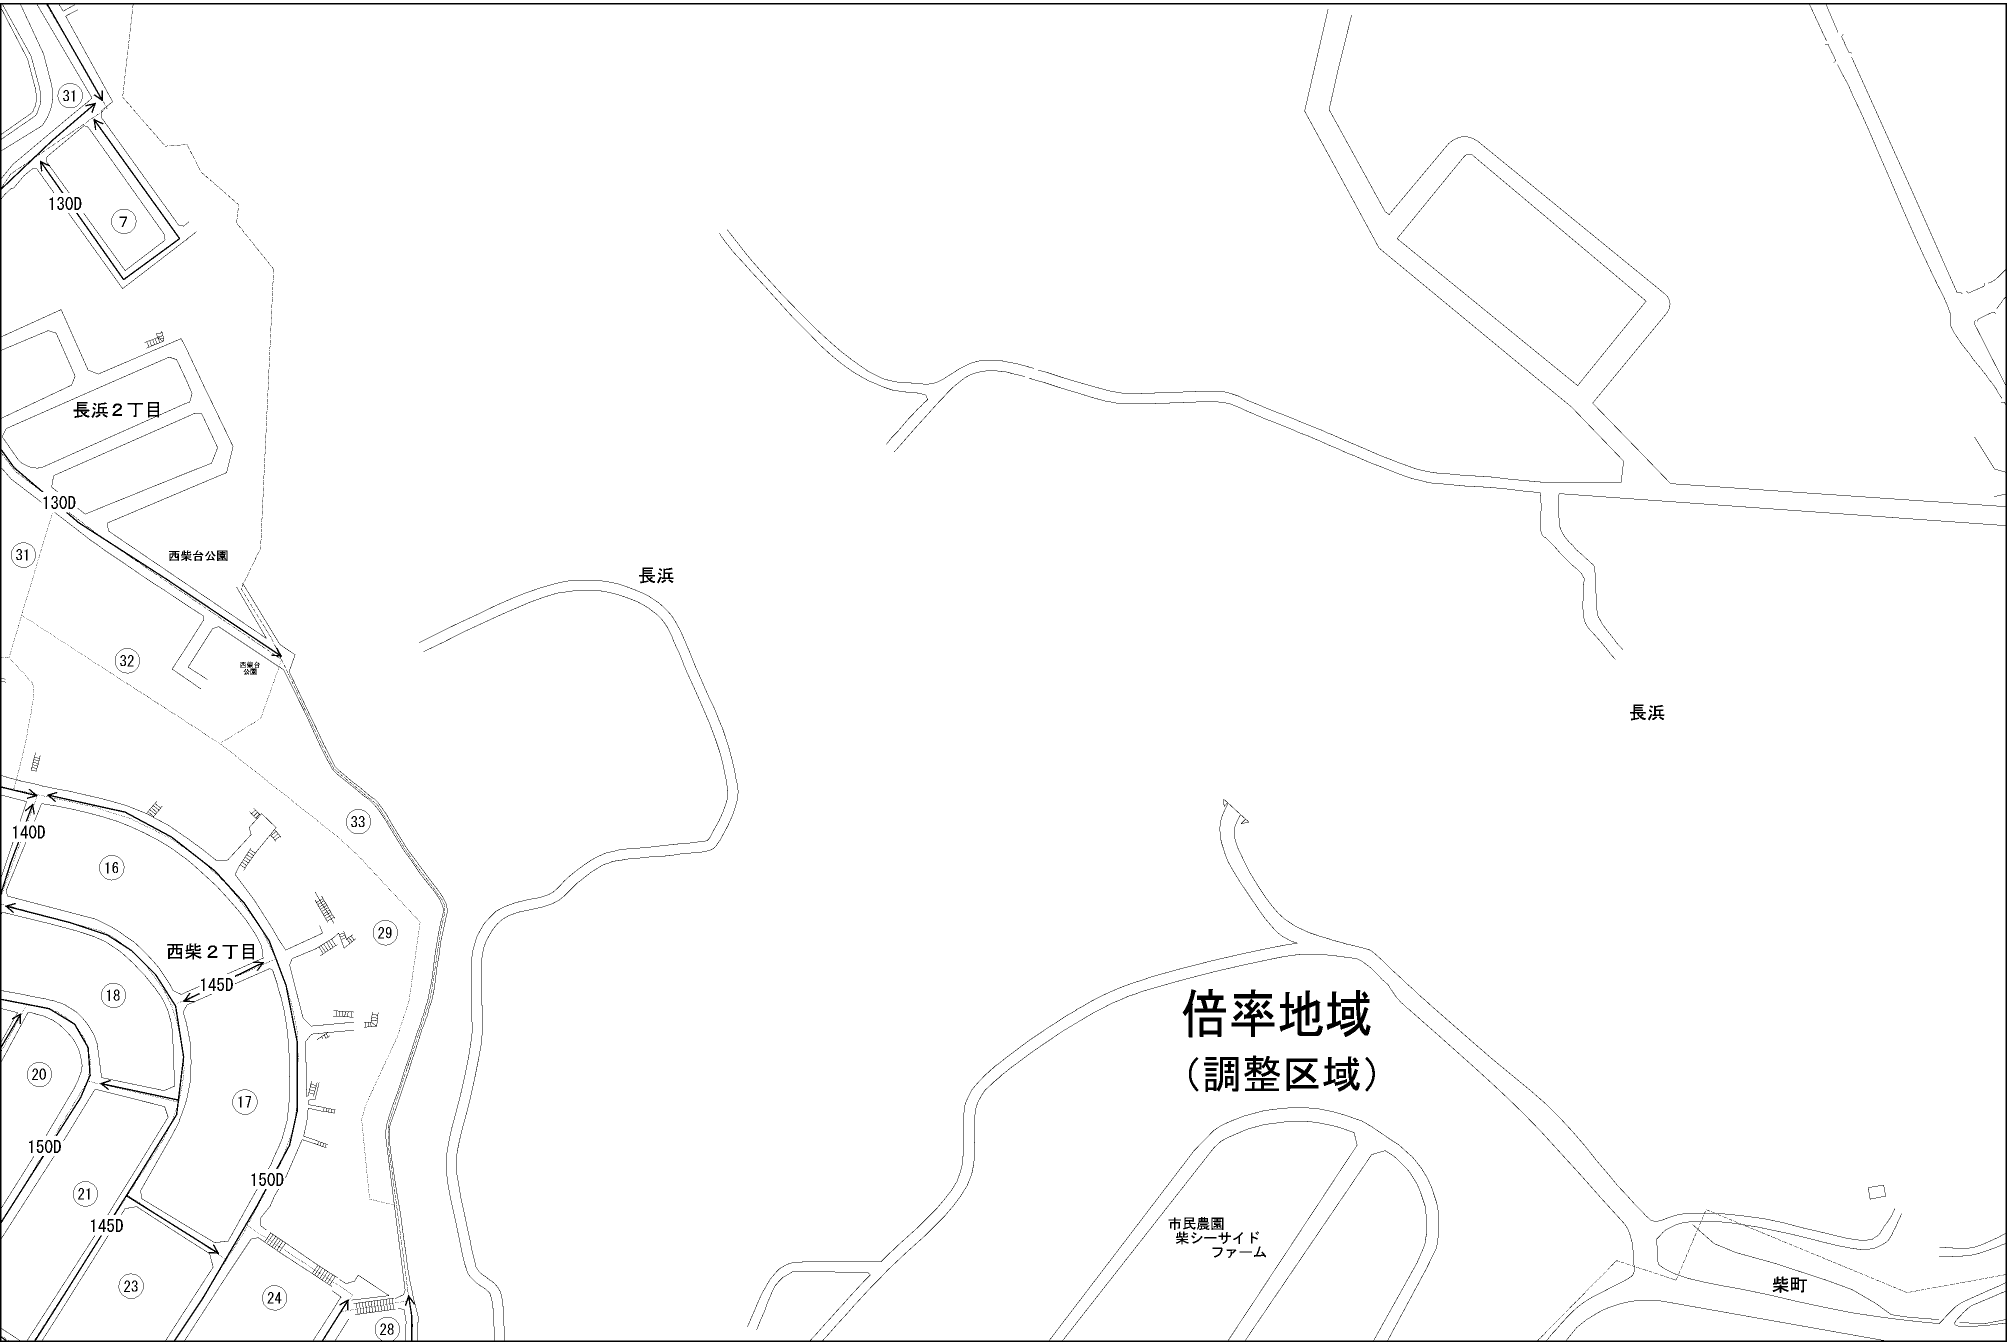 31
130D
7
長浜２丁目
130D
31
西柴台公園
長浜
32
西柴台
公園
長浜
33
140D
16
29
西柴２丁目
145D
18
倍率地域
（調整区域）
20
17
150D
150D
21
145D
市民農園
柴シーサイド
ファーム
23
24
柴町
28